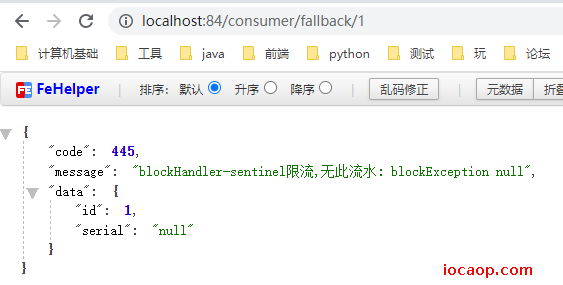 localhost:84/consumer/fallback/1
计算机基础 工具 java 前端 python 测试 玩 论坛
FeHelper 排序: 默认 升序 降序 乱码修正 元数据 折叠
{
"code": 445,
"message": "blockHandler-sentinel限流,无此流水: blockException null",
"data": {
"id": 1,
"serial": "null"
}
}
iocaop.com